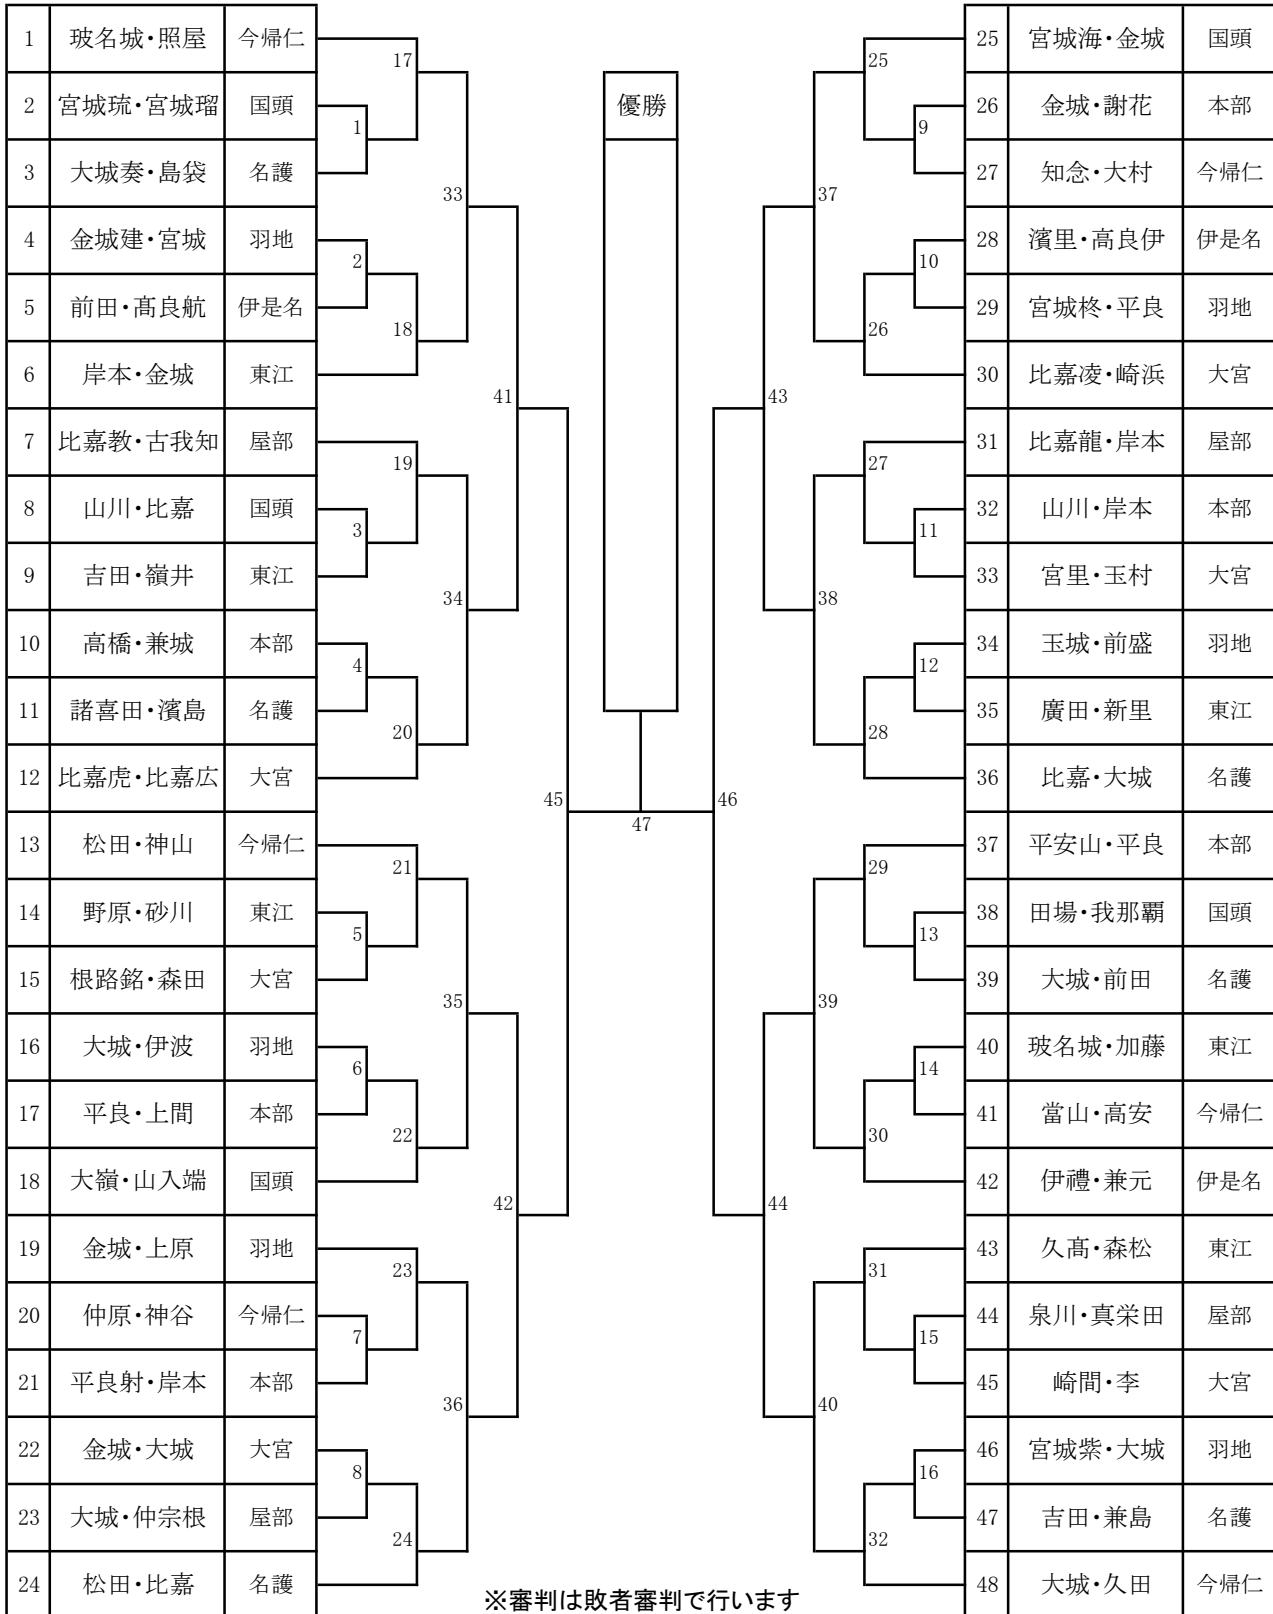 1 玻名城・照屋 今帰仁
2 宮城琉・宮城瑠 国頭
3 大城奏・島袋 名護
4 金城建・宮城 羽地
5 前田・髙良航 伊是名
6 岸本・金城 東江
7 比嘉教・古我知 屋部
8 山川・比嘉 国頭
9 吉田・嶺井 東江
10 高橋・兼城 本部
11 諸喜田・濱島 名護
12 比嘉虎・比嘉広 大宮
13 松田・神山 今帰仁
14 野原・砂川 東江
15 根路銘・森田 大宮
16 大城・伊波 羽地
17 平良・上間 本部
18 大嶺・山入端 国頭
19 金城・上原 羽地
20 仲原・神谷 今帰仁
21 平良射・岸本 本部
22 金城・大城 大宮
23 大城・仲宗根 屋部
24 松田・比嘉 名護
17
1
33
2
18
41
19
3
34
4
20
45
21
5
35
6
22
42
23
7
36
8
24
優勝
47
※審判は敗者審判で行います
25
9
37
10
26
43
27
11
38
12
28
46
29
13
39
14
30
44
31
15
40
16
32
25 宮城海・金城 国頭
26 金城・謝花 本部
27 知念・大村 今帰仁
28 濱里・高良伊 伊是名
29 宮城柊・平良 羽地
30 比嘉凌・崎浜 大宮
31 比嘉龍・岸本 屋部
32 山川・岸本 本部
33 宮里・玉村 大宮
34 玉城・前盛 羽地
35 廣田・新里 東江
36 比嘉・大城 名護
37 平安山・平良 本部
38 田場・我那覇 国頭
39 大城・前田 名護
40 玻名城・加藤 東江
41 當山・高安 今帰仁
42 伊禮・兼元 伊是名
43 久髙・森松 東江
44 泉川・真栄田 屋部
45 崎間・李 大宮
46 宮城紫・大城 羽地
47 吉田・兼島 名護
48 大城・久田 今帰仁